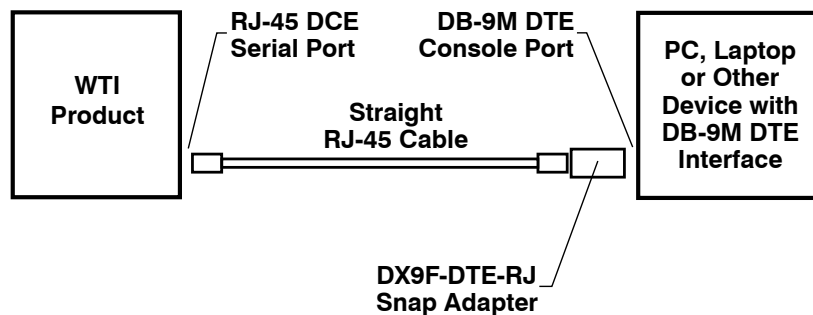 RJ-45 DCE
Serial Port
DB-9M DTE
Console Port
WTI
Product
PC, Laptop
or Other
Device with
DB-9M DTE
Interface
Straight
RJ-45 Cable
DX9F-DTE-RJ
Snap Adapter